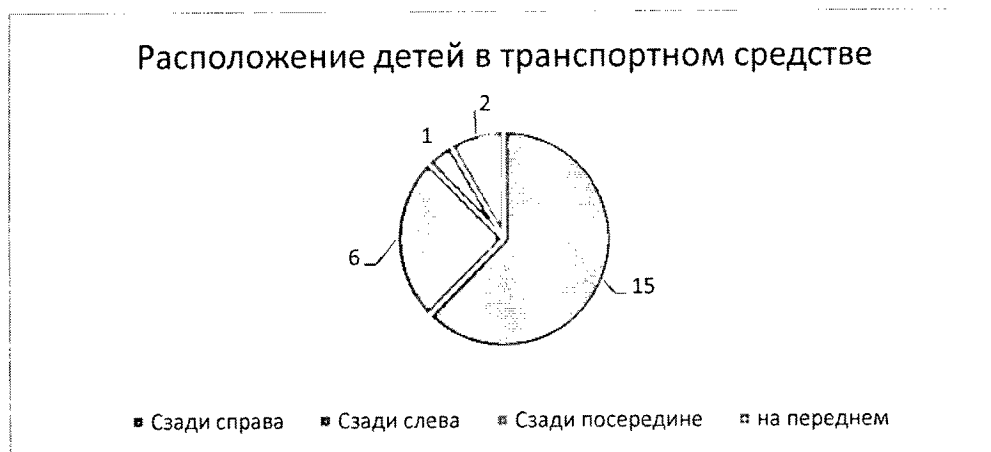 Расположение детей в транспортном средстве
2
1
6
15
Сзади справа Сзади слева Сзади посередине на переднем